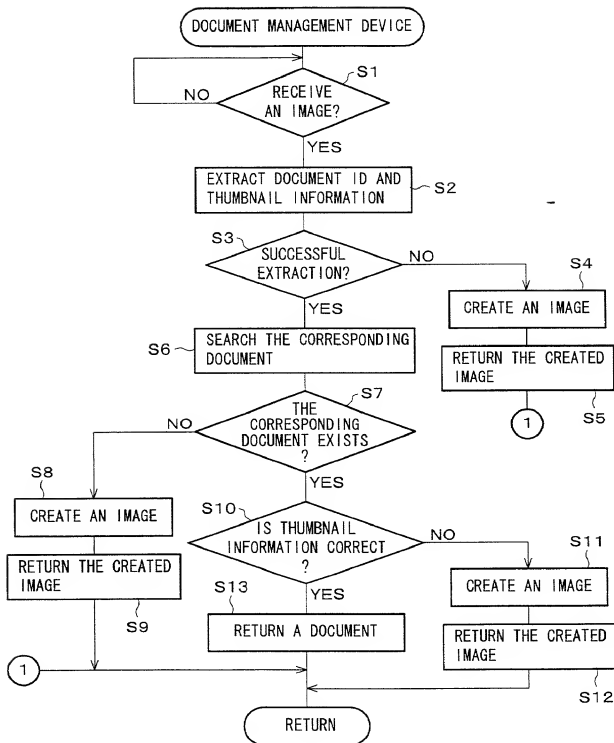 DOCUMENT MANAGEMENT DEVICE
S1
RECEIVE
AN IMAGE?
NO
YES
EXTRACT DOCUMENT ID AND
THUMBNAIL INFORMATION
S2
S3
SUCCESSFUL
EXTRACTION?
NO
YES
S4
CREATE AN IMAGE
RETURN THE CREATED
IMAGE
S5
1
S6
SEARCH THE CORRESPONDING
DOCUMENT
S7
THE
CORRESPONDING
DOCUMENT EXISTS
?
NO
YES
S8
CREATE AN IMAGE
RETURN THE CREATED
IMAGE
S9
S10
IS THUMBNAIL
INFORMATION CORRECT
?
NO
YES
S11
CREATE AN IMAGE
RETURN THE CREATED
IMAGE
S12
S13
RETURN A DOCUMENT
1
RETURN